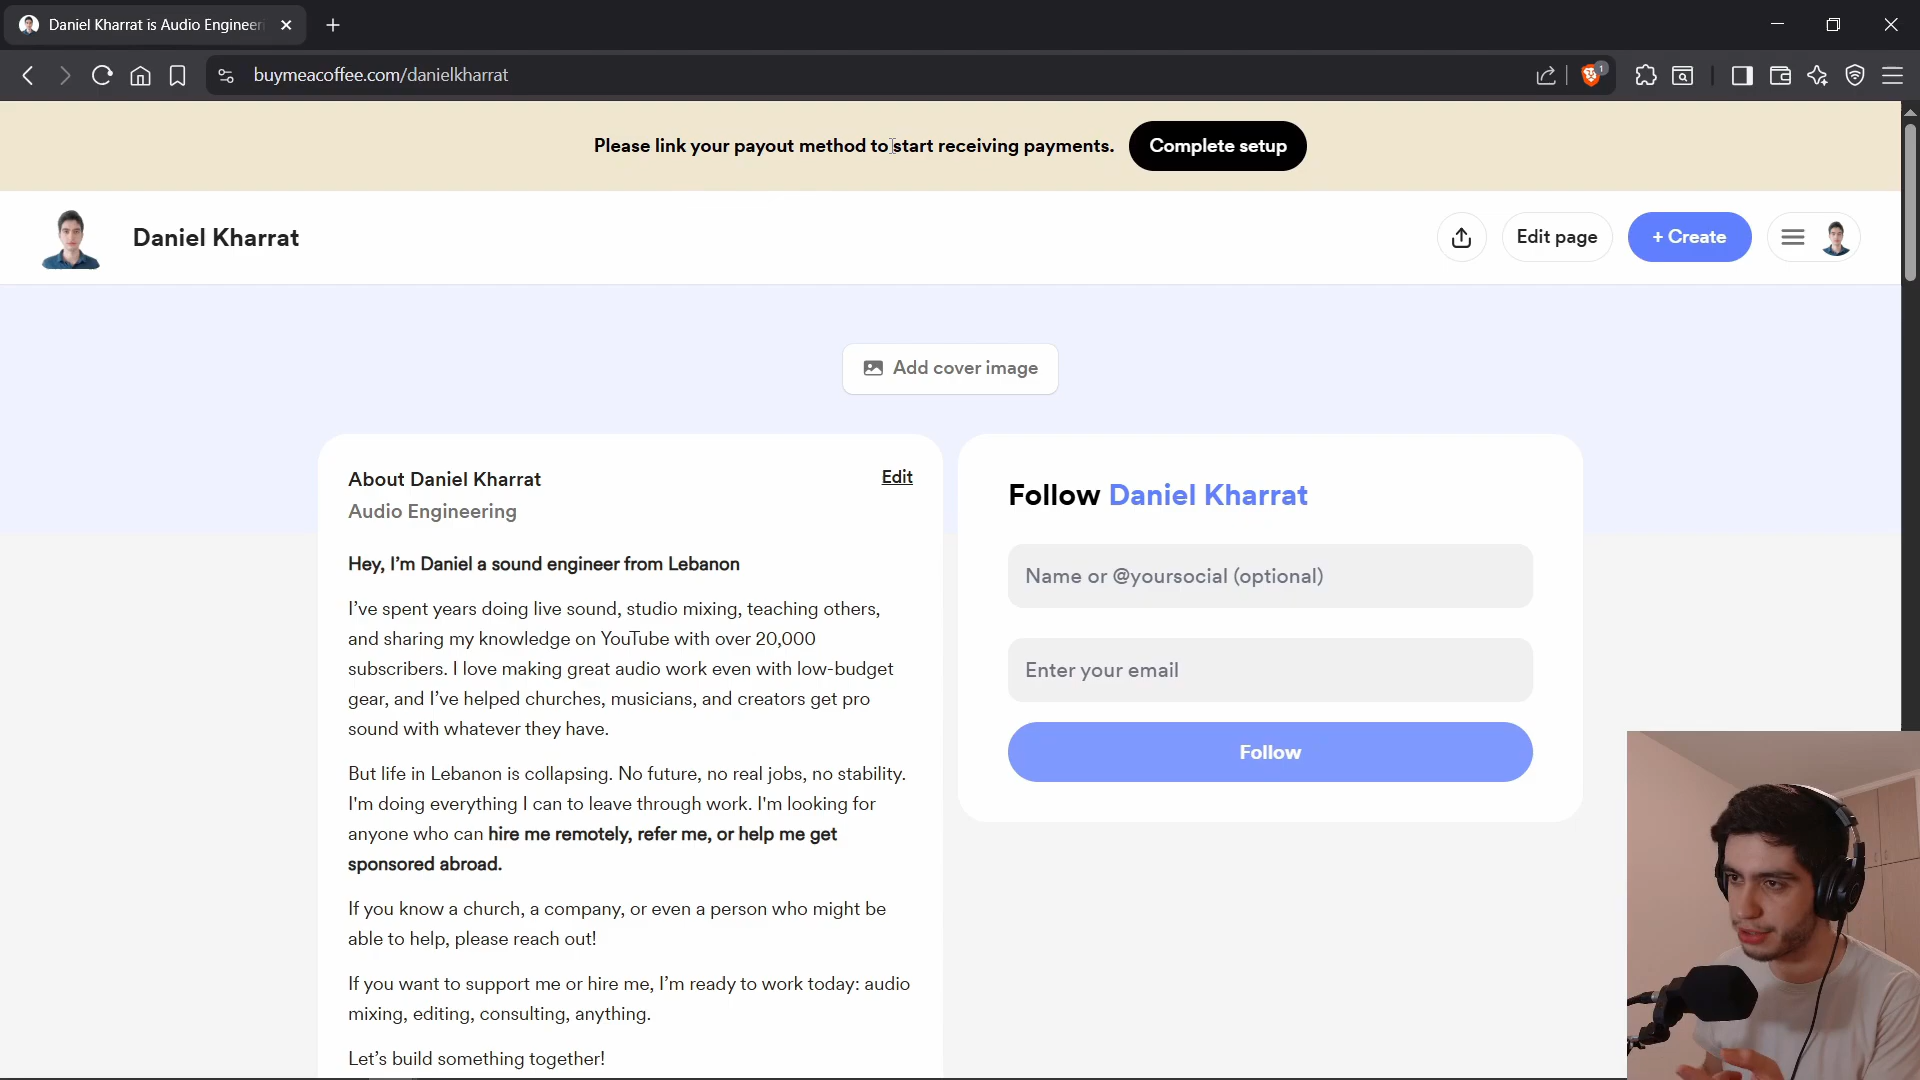 Daniel Kharrat is Audio Engineer
buymeacoffee.com/danielkharrat
1
Please link your payout method to start receiving payments.
Complete setup
Daniel Kharrat
Edit page
+ Create
Add cover image
About Daniel Kharrat
Edit
Audio Engineering
Hey, I’m Daniel a sound engineer from Lebanon
I’ve spent years doing live sound, studio mixing, teaching others,
and sharing my knowledge on YouTube with over 20,000
subscribers. I love making great audio work even with low-budget
gear, and I’ve helped churches, musicians, and creators get pro
sound with whatever they have.
But life in Lebanon is collapsing. No future, no real jobs, no stability.
I'm doing everything I can to leave through work. I'm looking for
anyone who can hire me remotely, refer me, or help me get
sponsored abroad.
If you know a church, a company, or even a person who might be
able to help, please reach out!
If you want to support me or hire me, I’m ready to work today: audio
mixing, editing, consulting, anything.
Let’s build something together!
Follow Daniel Kharrat
Name or @yoursocial (optional)
Enter your email
Follow